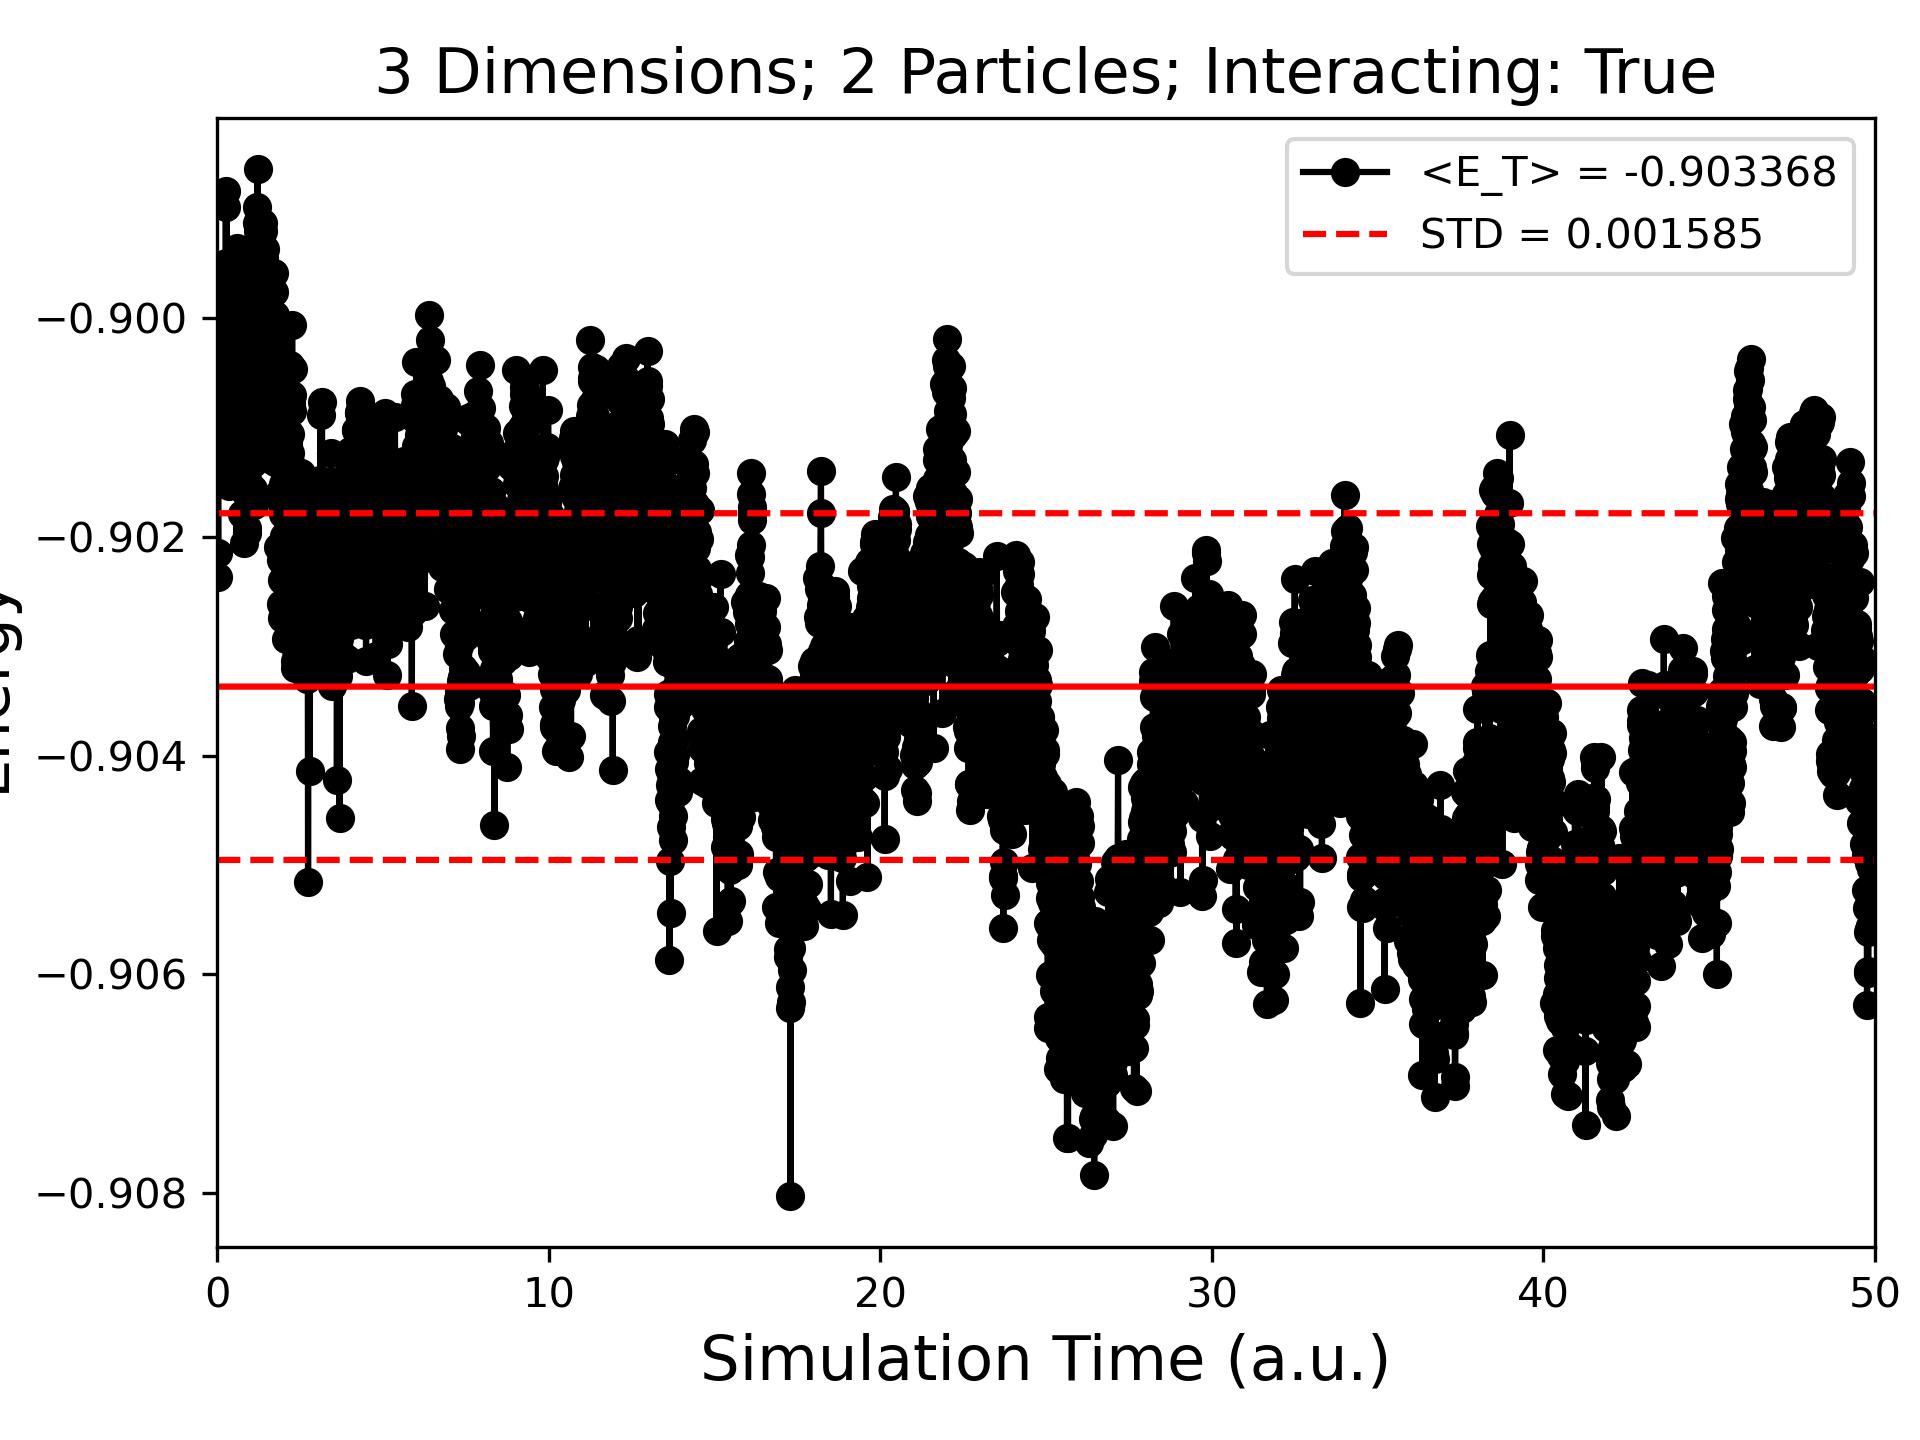 3 Dimensions; 2 Particles; Interacting: True
<E_T> = -0.903368
STD = 0.001585
−0.900
−0.902
−0.904
−0.906
−0.908
Energy
0 10 20 30 40 50
Simulation Time (a.u.)